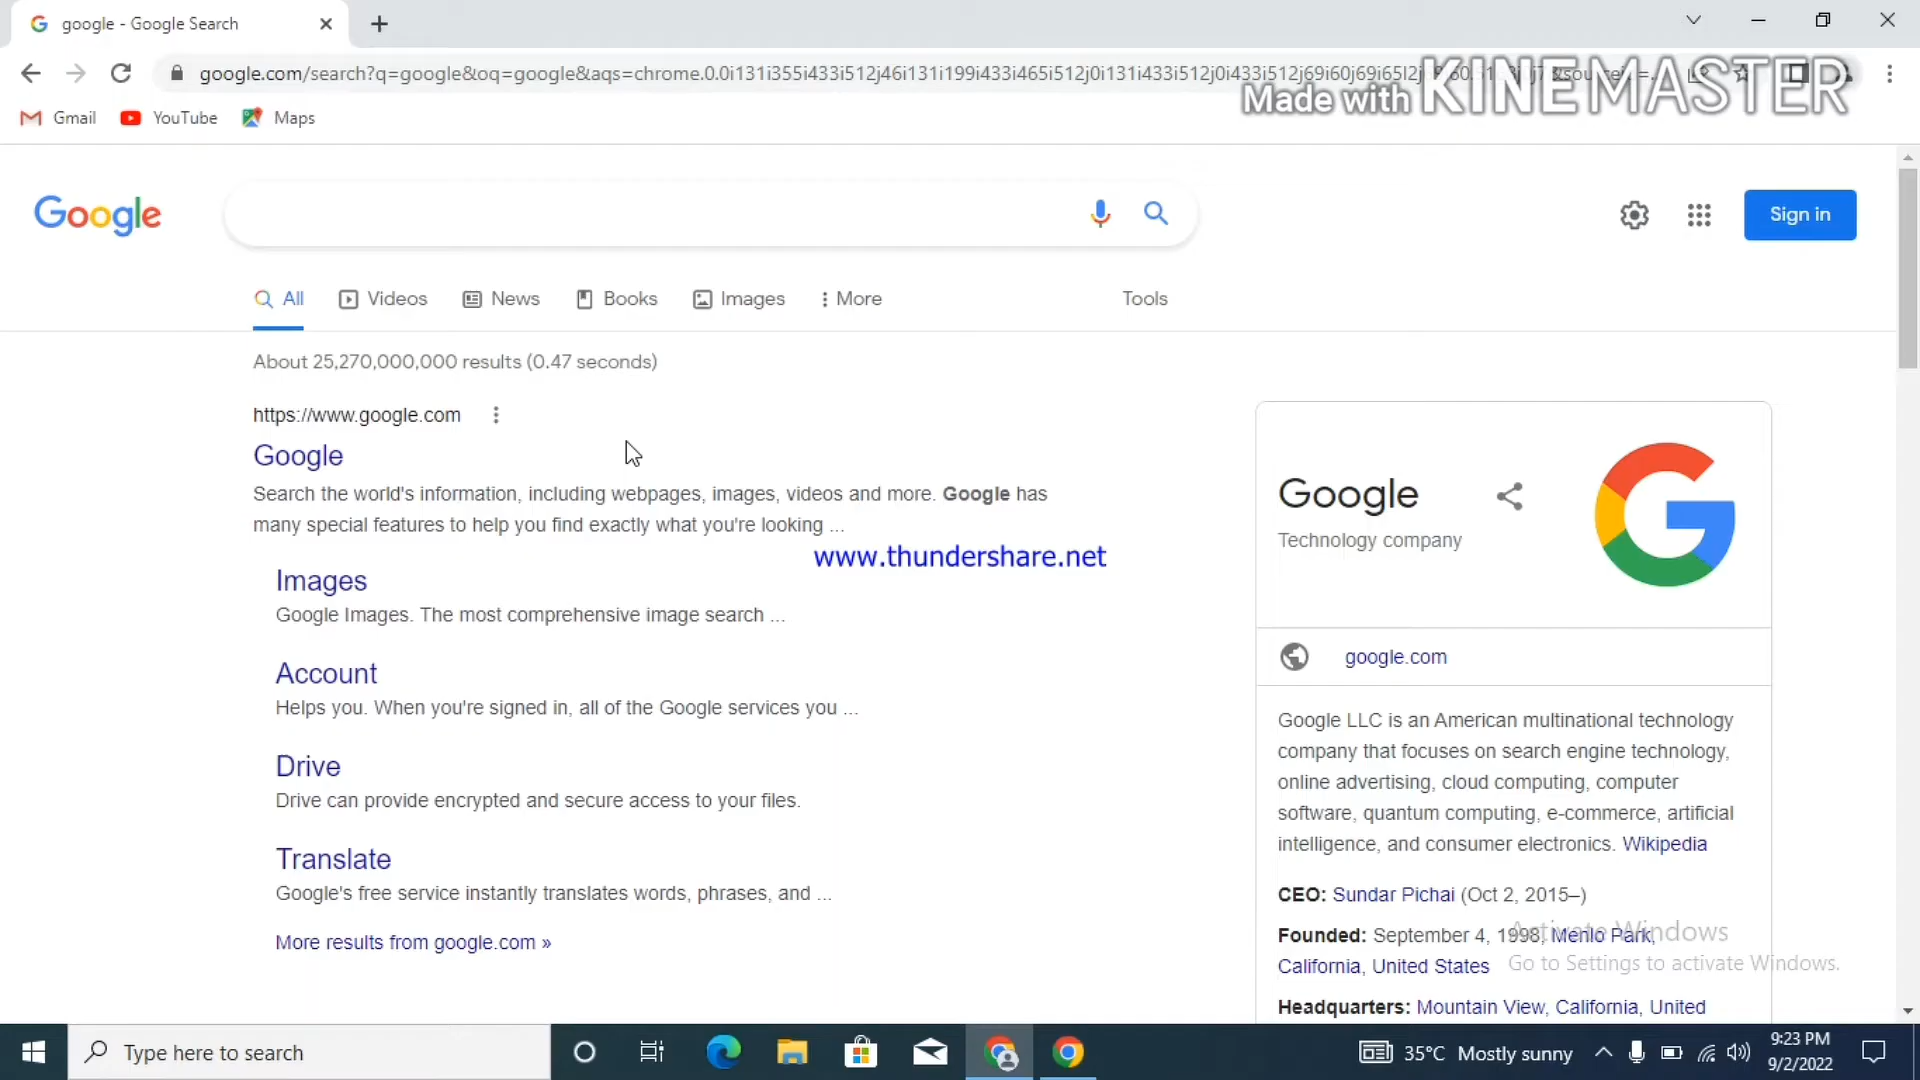 google - Google Search
google.com/search?q=google&oq=google&aqs=chrome.0.0i131i355i433i512j46i131i199i433i465i512j0i131i433i512j0i433i512j69i60j69i65l2j
Made with KINEMASTER
Gmail YouTube Maps
Google
Sign in
All Videos News Books Images More Tools
About 25,270,000,000 results (0.47 seconds)
https://www.google.com
Google
Search the world's information, including webpages, images, videos and more. Google has
many special features to help you find exactly what you're looking ...
www.thundershare.net
Images
Google Images. The most comprehensive image search ...
Account
Helps you. When you're signed in, all of the Google services you ...
Drive
Drive can provide encrypted and secure access to your files.
Translate
Google's free service instantly translates words, phrases, and ...
More results from google.com »
Google
Technology company
google.com
Google LLC is an American multinational technology
company that focuses on search engine technology,
online advertising, cloud computing, computer
software, quantum computing, e-commerce, artificial
intelligence, and consumer electronics. Wikipedia
CEO: Sundar Pichai (Oct 2, 2015–)
Founded: September 4, 1998, Menlo Park,
California, United States
Headquarters: Mountain View, California, United
Activate Windows
Go to Settings to activate Windows.
Type here to search
35°C Mostly sunny
9:23 PM
9/2/2022